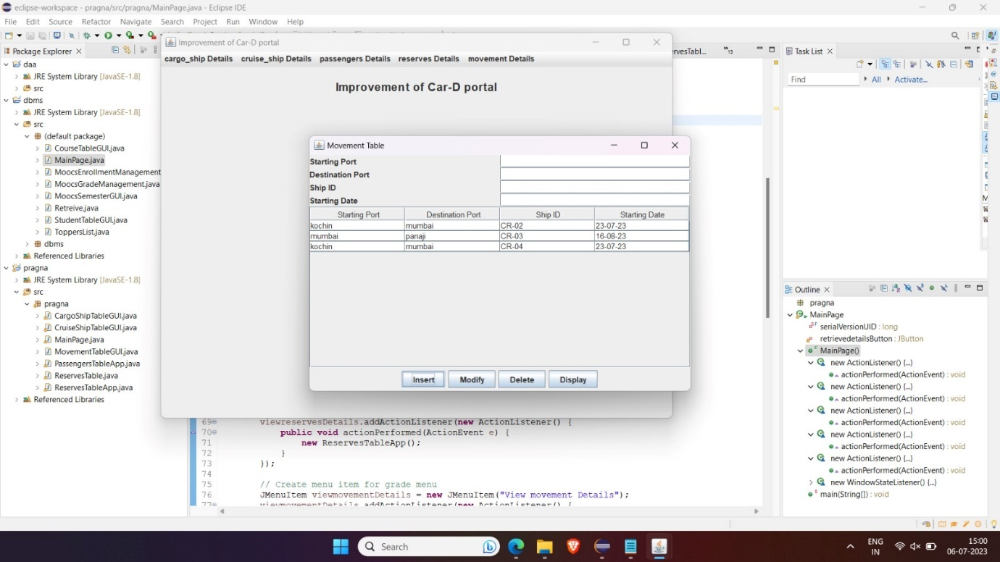 eclipse-workspace - pragna/src/pragna/MainPage.java - Eclipse IDE
File Edit Source Refactor Navigate Search Project Run Window Help
Package Explorer
daa
JRE System Library [JavaSE-1.8]
src
dbms
JRE System Library [JavaSE-1.8]
src
(default package)
CourseTableGUI.java
MainPage.java
MoocsEnrollmentManagement
MoocsGradeManagement.java
MoocsSemesterGUI.java
Retreive.java
StudentTableGUI.java
ToppersList.java
dbms
Referenced Libraries
pragna
JRE System Library [JavaSE-1.8]
src
pragna
CargoShipTableGUI.java
CruiseShipTableGUI.java
MainPage.java
MovementTableGUI.java
PassengersTableApp.java
ReservesTable.java
ReservesTableApp.java
Referenced Libraries
Improvement of Car-D portal
cargo_ship Details cruise_ship Details passengers Details reserves Details movement Details
Improvement of Car-D portal
Movement Table
Starting Port
Destination Port
Ship ID
Starting Date
Starting Port Destination Port Ship ID Starting Date
kochin mumbai CR-02 23-07-23
mumbai panaji CR-03 16-08-23
kochin mumbai CR-04 23-07-23
Insert Modify Delete Display
ervesTabl... »13
69 viewreservesDetails.addActionListener(new ActionListener() {
70 public void actionPerformed(ActionEvent e) {
71 new ReservesTableApp();
72 }
73 });
74
75 // Create menu item for grade menu
76 JMenuItem viewmovementDetails = new JMenuItem("View movement Details");
77 viewmovementDetails.addActionListener(new ActionListener() {
Task List
Find All Activate...
Outline
pragna
MainPage
serialVersionUID : long
retrievedetailsButton : JButton
MainPage()
new ActionListener() {...}
actionPerformed(ActionEvent) : void
new ActionListener() {...}
actionPerformed(ActionEvent) : void
new ActionListener() {...}
actionPerformed(ActionEvent) : void
new ActionListener() {...}
actionPerformed(ActionEvent) : void
new ActionListener() {...}
actionPerformed(ActionEvent) : void
new WindowStateListener() {...}
main(String[]) : void
Search
ENG
IN
15:00
06-07-2023